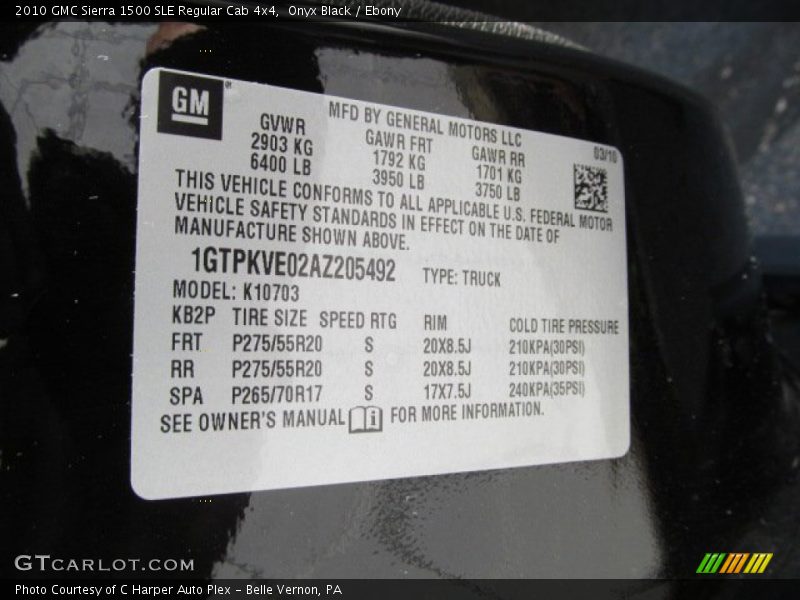 2010 GMC Sierra 1500 SLE Regular Cab 4x4, Onyx Black / Ebony
GM
MFD BY GENERAL MOTORS LLC
GVWR GAWR FRT GAWR RR 03/10
2903 KG 1792 KG 1701 KG
6400 LB 3950 LB 3750 LB
THIS VEHICLE CONFORMS TO ALL APPLICABLE U.S. FEDERAL MOTOR
VEHICLE SAFETY STANDARDS IN EFFECT ON THE DATE OF
MANUFACTURE SHOWN ABOVE.
1GTPKVE02AZ205492 TYPE: TRUCK
MODEL: K10703
KB2P TIRE SIZE SPEED RTG RIM COLD TIRE PRESSURE
FRT P275/55R20 S 20X8.5J 210KPA(30PSI)
RR P275/55R20 S 20X8.5J 210KPA(30PSI)
SPA P265/70R17 S 17X7.5J 240KPA(35PSI)
SEE OWNER'S MANUAL i FOR MORE INFORMATION.
GTCARLOT.COM
Photo Courtesy of C Harper Auto Plex - Belle Vernon, PA